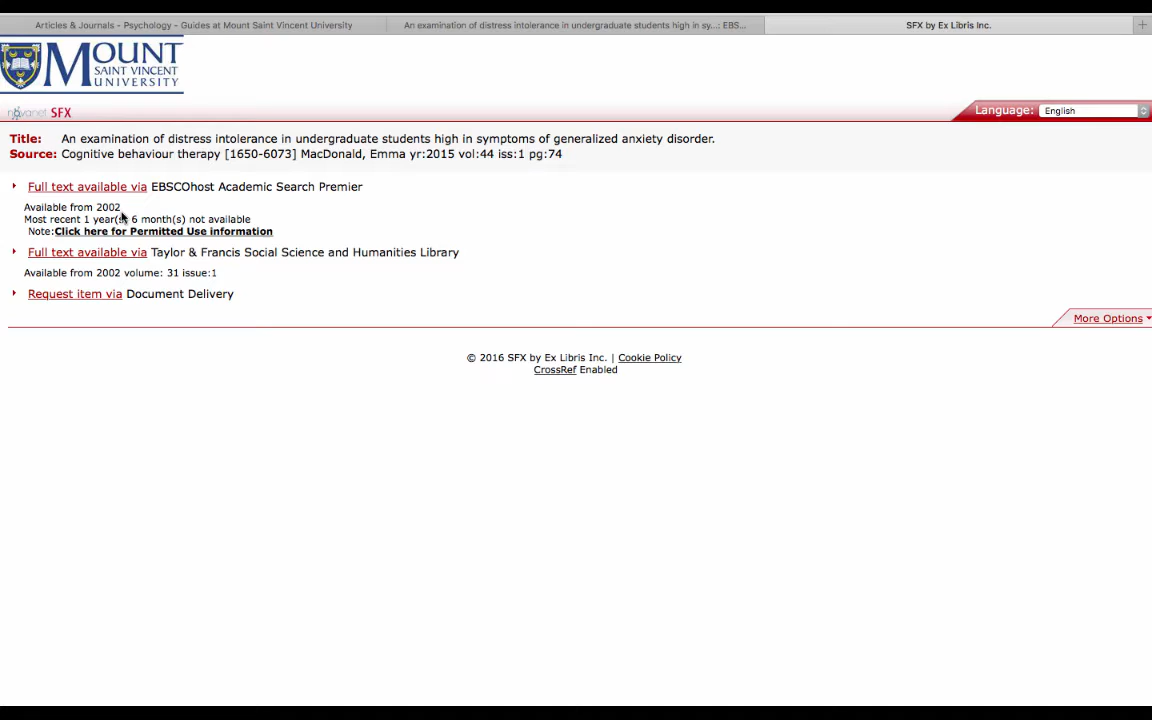 Articles & Journals - Psychology - Guides at Mount Saint Vincent University
An examination of distress intolerance in undergraduate students high in sy...: EBS...
SFX by Ex Libris Inc.
MOUNT
SAINT VINCENT
UNIVERSITY
novanet SFX
Language: English
Title: An examination of distress intolerance in undergraduate students high in symptoms of generalized anxiety disorder.
Source: Cognitive behaviour therapy [1650-6073] MacDonald, Emma yr:2015 vol:44 iss:1 pg:74
Full text available via EBSCOhost Academic Search Premier
Available from 2002
Most recent 1 year(s) 6 month(s) not available
Note:Click here for Permitted Use information
Full text available via Taylor & Francis Social Science and Humanities Library
Available from 2002 volume: 31 issue:1
Request item via Document Delivery
More Options
© 2016 SFX by Ex Libris Inc. | Cookie Policy
CrossRef Enabled